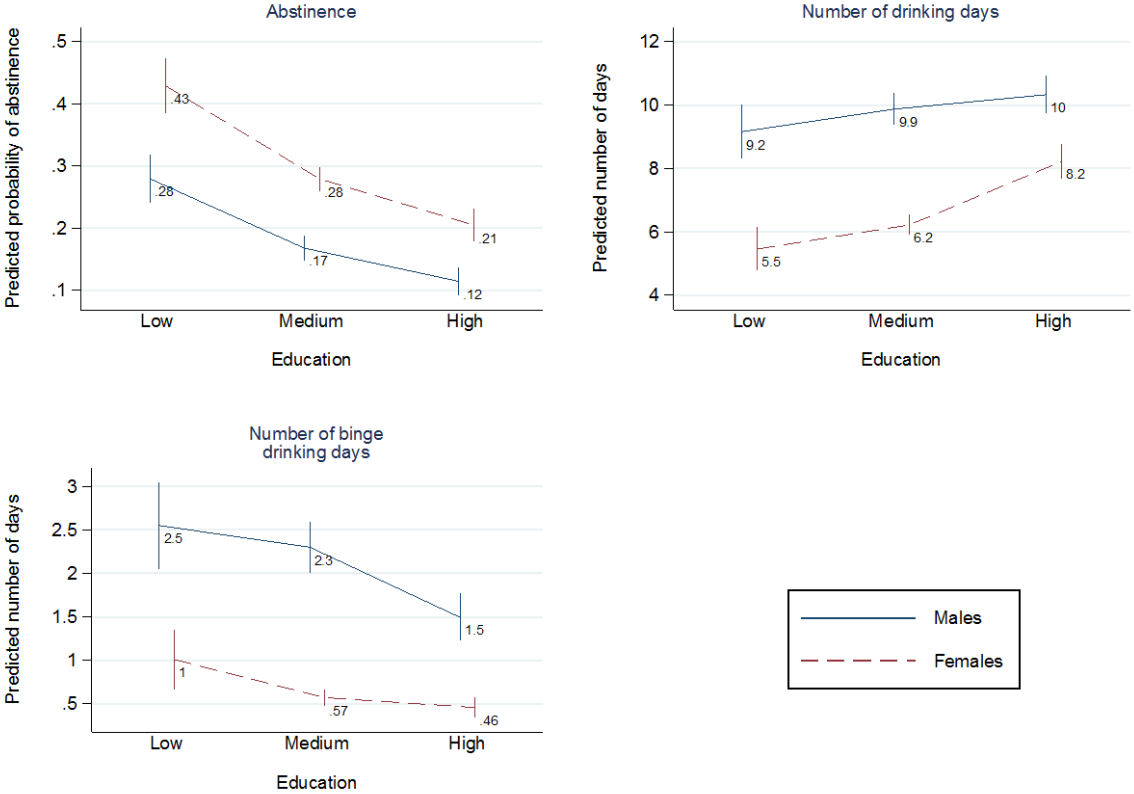 Abstinence
Predicted probability of abstinence
.5
.4
.3
.2
.1
.43
.28
.28
.17
.21
.12
Low Medium High
Education
Number of drinking days
Predicted number of days
12
10
8
6
4
9.2
9.9
10
5.5
6.2
8.2
Low Medium High
Education
Number of binge
drinking days
Predicted number of days
3
2.5
2
1.5
1
.5
2.5
2.3
1.5
1
.57
.46
Low Medium High
Education
Males
Females